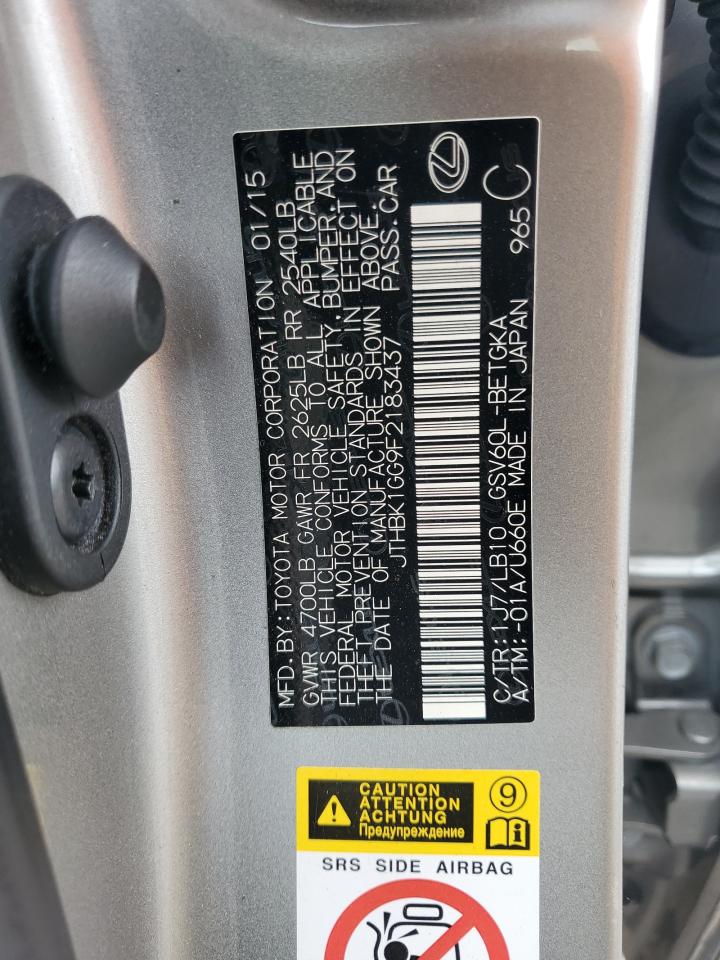 MFD.BY:TOYOTA MOTOR CORPORATION 01/15
GVWR 4700LB GAWR FR 2625LB RR 2540LB
THIS VEHICLE CONFORMS TO ALL APPLICABLE
FEDERAL MOTOR VEHICLE SAFETY,BUMPER,AND
THEFT PREVENTION STANDARDS IN EFFECT ON
THE DATE OF MANUFACTURE SHOWN ABOVE.
JTHBK1GG9F2183437 PASS.CAR
C/TR:1J7/LB10 GSV60L-BETGKA
A/TM:-01A/U660E MADE IN JAPAN 965 C
CAUTION
ATTENTION
ACHTUNG
Предупреждение
9
SRS SIDE AIRBAG